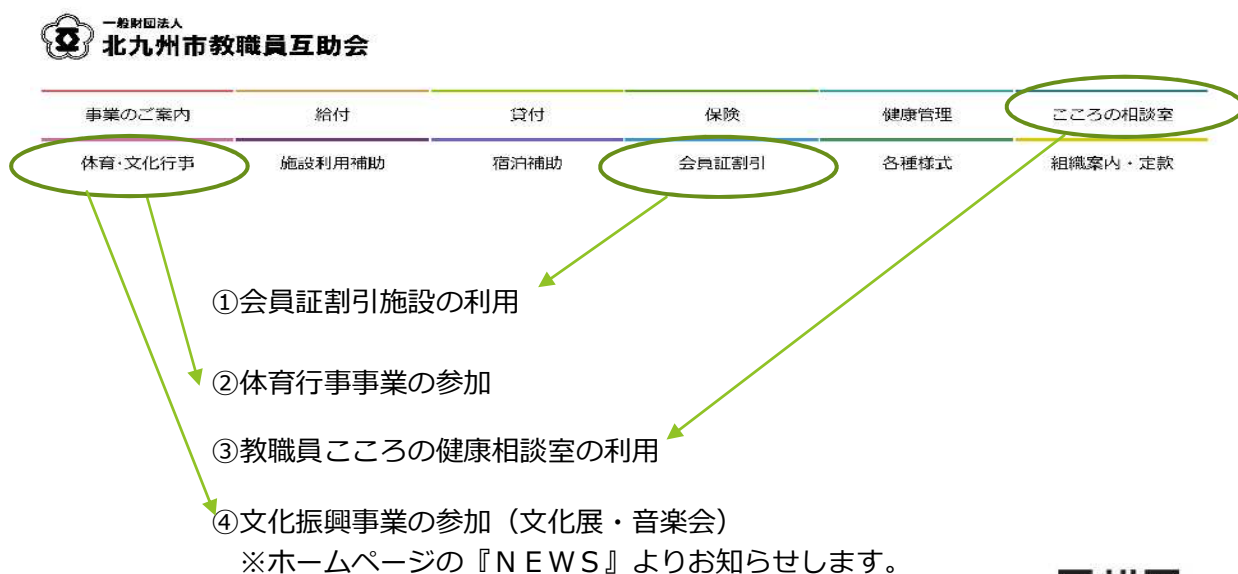 一般財団法人
北九州市教職員互助会
事業のご案内 給付 貸付 保険 健康管理 こころの相談室
体育・文化行事 施設利用補助 宿泊補助 会員証割引 各種様式 組織案内・定款
①会員証割引施設の利用
②体育行事事業の参加
③教職員こころの健康相談室の利用
④文化振興事業の参加（文化展・音楽会）
※ホームページの『ＮＥＷＳ』よりお知らせします。